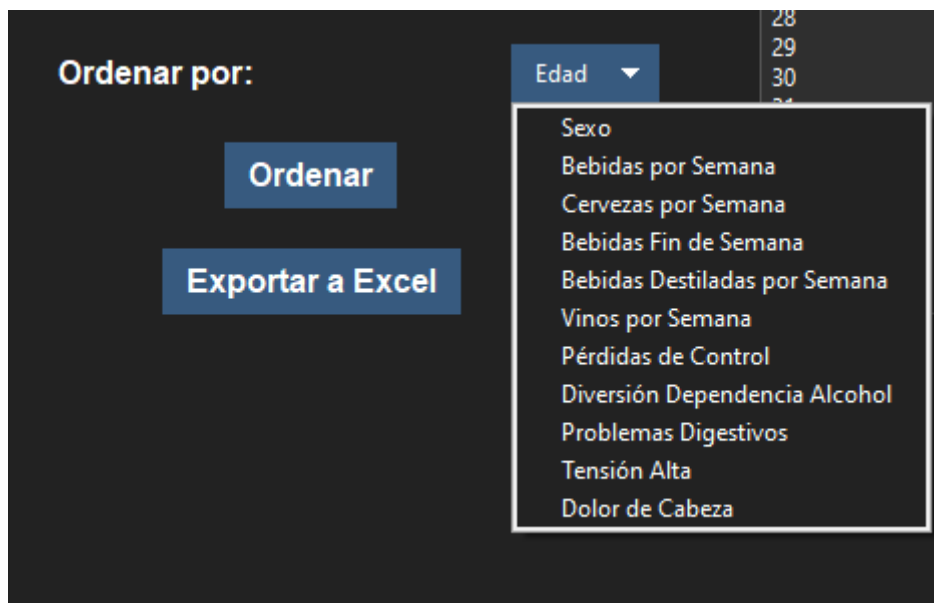 28
29
30
Ordenar por:
Edad
Sexo
Bebidas por Semana
Cervezas por Semana
Bebidas Fin de Semana
Bebidas Destiladas por Semana
Vinos por Semana
Pérdidas de Control
Diversión Dependencia Alcohol
Problemas Digestivos
Tensión Alta
Dolor de Cabeza
Ordenar
Exportar a Excel